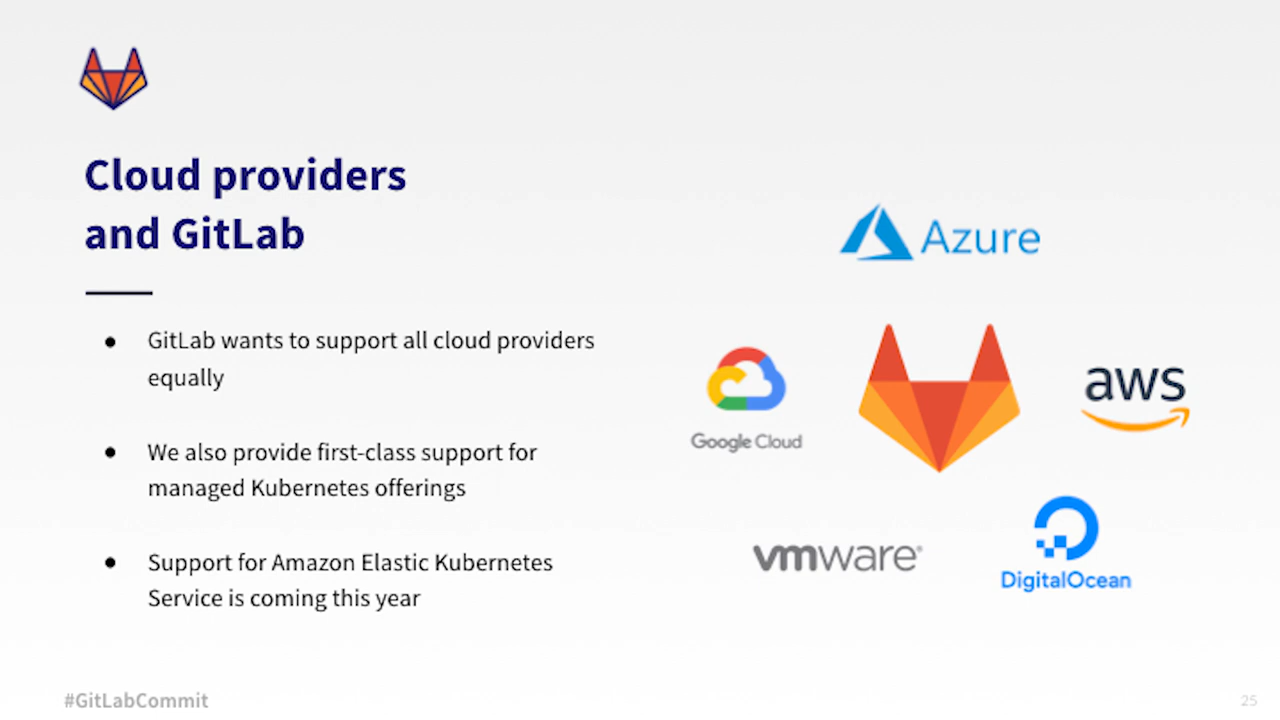 Cloud providers
and GitLab
● GitLab wants to support all cloud providers
equally
● We also provide first-class support for
managed Kubernetes offerings
● Support for Amazon Elastic Kubernetes
Service is coming this year
Azure
Google Cloud
aws
vmware®
DigitalOcean
#GitLabCommit
25